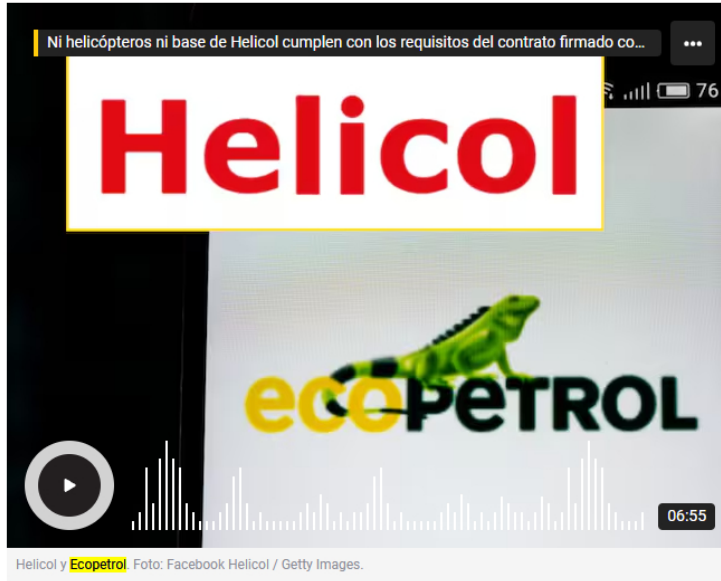 Ni helicópteros ni base de Helicol cumplen con los requisitos del contrato firmado co...
76
Helicol
ecopetrol
06:55
Helicol y Ecopetrol. Foto: Facebook Helicol / Getty Images.